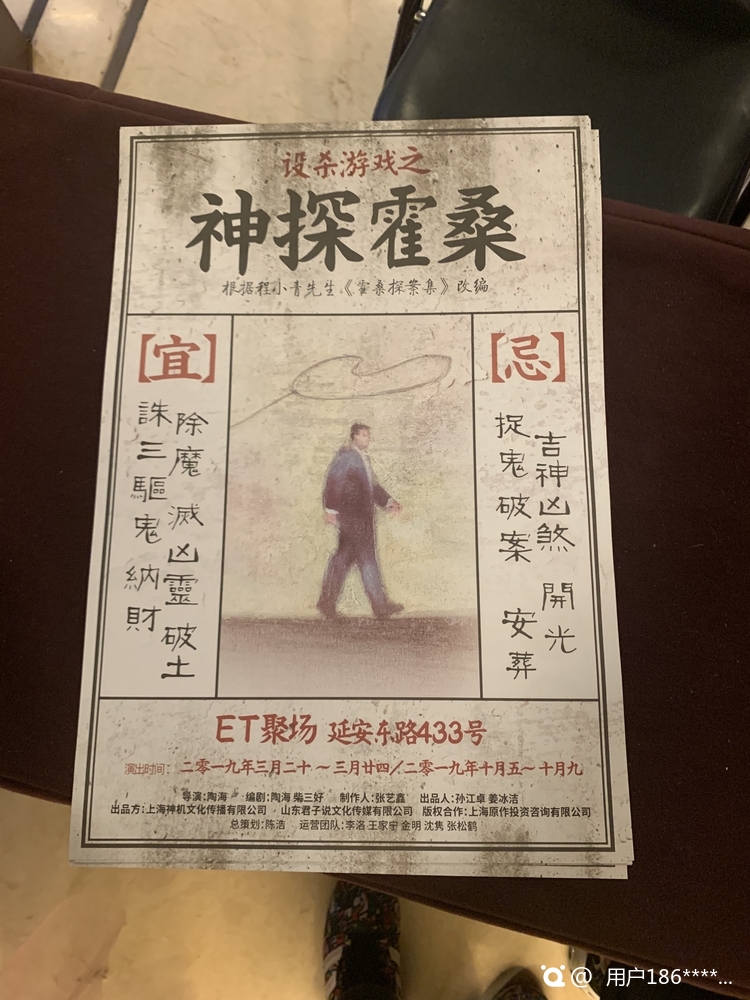 设杀游戏之
神探霍桑
根据程小青先生《霍桑探案集》改编
【宜】
除魔 滅凶靈 破土
誅三驅鬼 納財
【忌】
吉神凶煞 開光
捉鬼破案 安葬
ET聚场 延安东路433号
演出时间：二零一九年三月二十～三月廿四/二零一九年十月五～十月九
导演:陶海 编剧:陶海 柴三好 制作人:张艺鑫 出品人:孙江卓 姜冰洁
出品方:上海神机文化传播有限公司 山东君子说文化传媒有限公司 版权合作:上海原作投资咨询有限公司
总策划:陈浩 运营团队:李洛 王家宁 金明 沈隽 张松鹤
@ 用户186****...